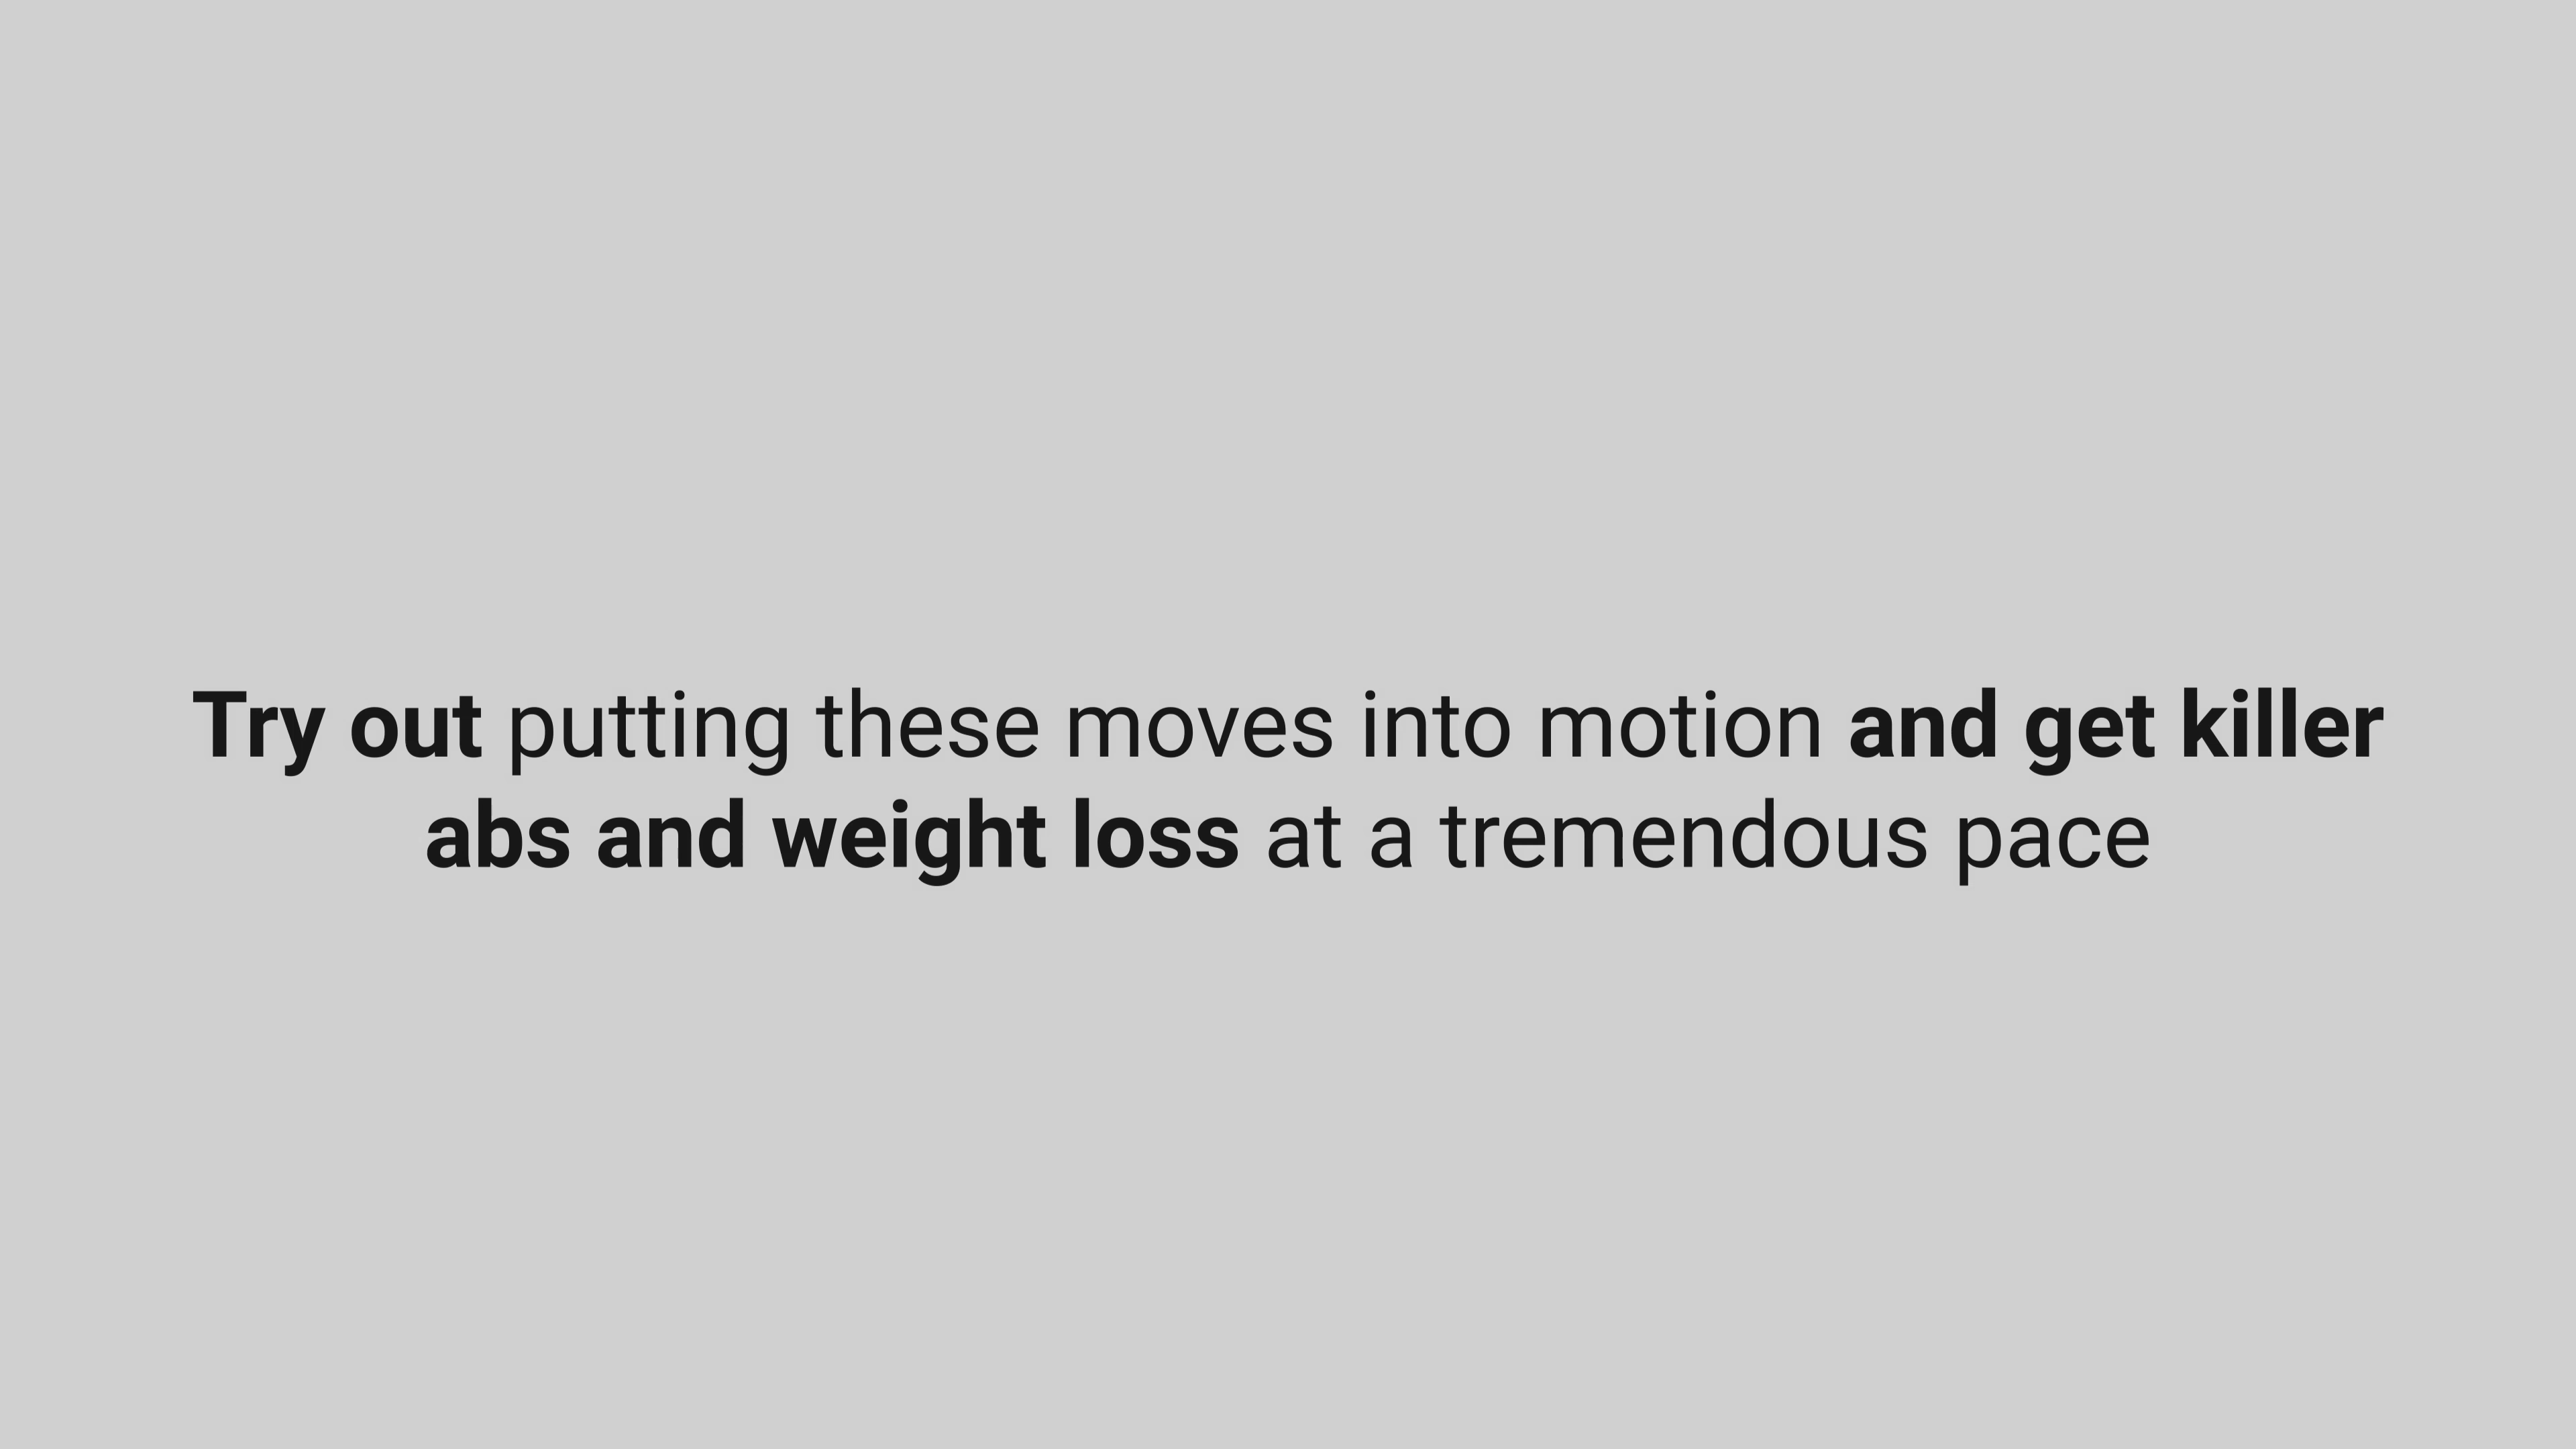 Try out putting these moves into motion and get killer
abs and weight loss at a tremendous pace